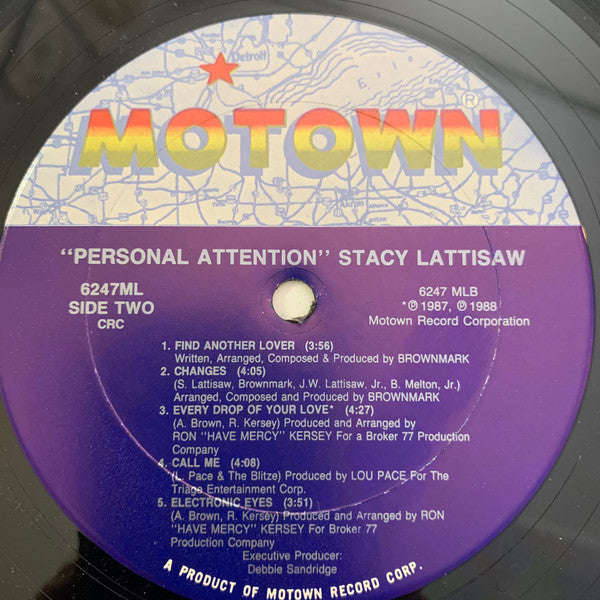 Detroit
Erie
MOTOWN®
Akron
"PERSONAL ATTENTION" STACY LATTISAW
6247ML
SIDE TWO
CRC
6247 MLB
*℗ 1987, ℗ 1988
Motown Record Corporation
1. FIND ANOTHER LOVER (3:56)
Written, Arranged, Composed & Produced by BROWNMARK
2. CHANGES (4:05)
(S. Lattisaw, Brownmark, J.W. Lattisaw, Jr., B. Melton, Jr.)
Arranged, Composed and Produced by BROWNMARK
3. EVERY DROP OF YOUR LOVE* (4:27)
(A. Brown, R. Kersey) Produced and Arranged by
RON "HAVE MERCY" KERSEY For a Broker 77 Production
Company
4. CALL ME (4:08)
(L. Pace & The Blitze) Produced by LOU PACE For The
Triage Entertainment Corp.
5. ELECTRONIC EYES (3:51)
(A. Brown, R. Kersey) Produced and Arranged by RON
"HAVE MERCY" KERSEY For Broker 77
Production Company
Executive Producer:
Debbie Sandridge
A PRODUCT OF MOTOWN RECORD CORP.